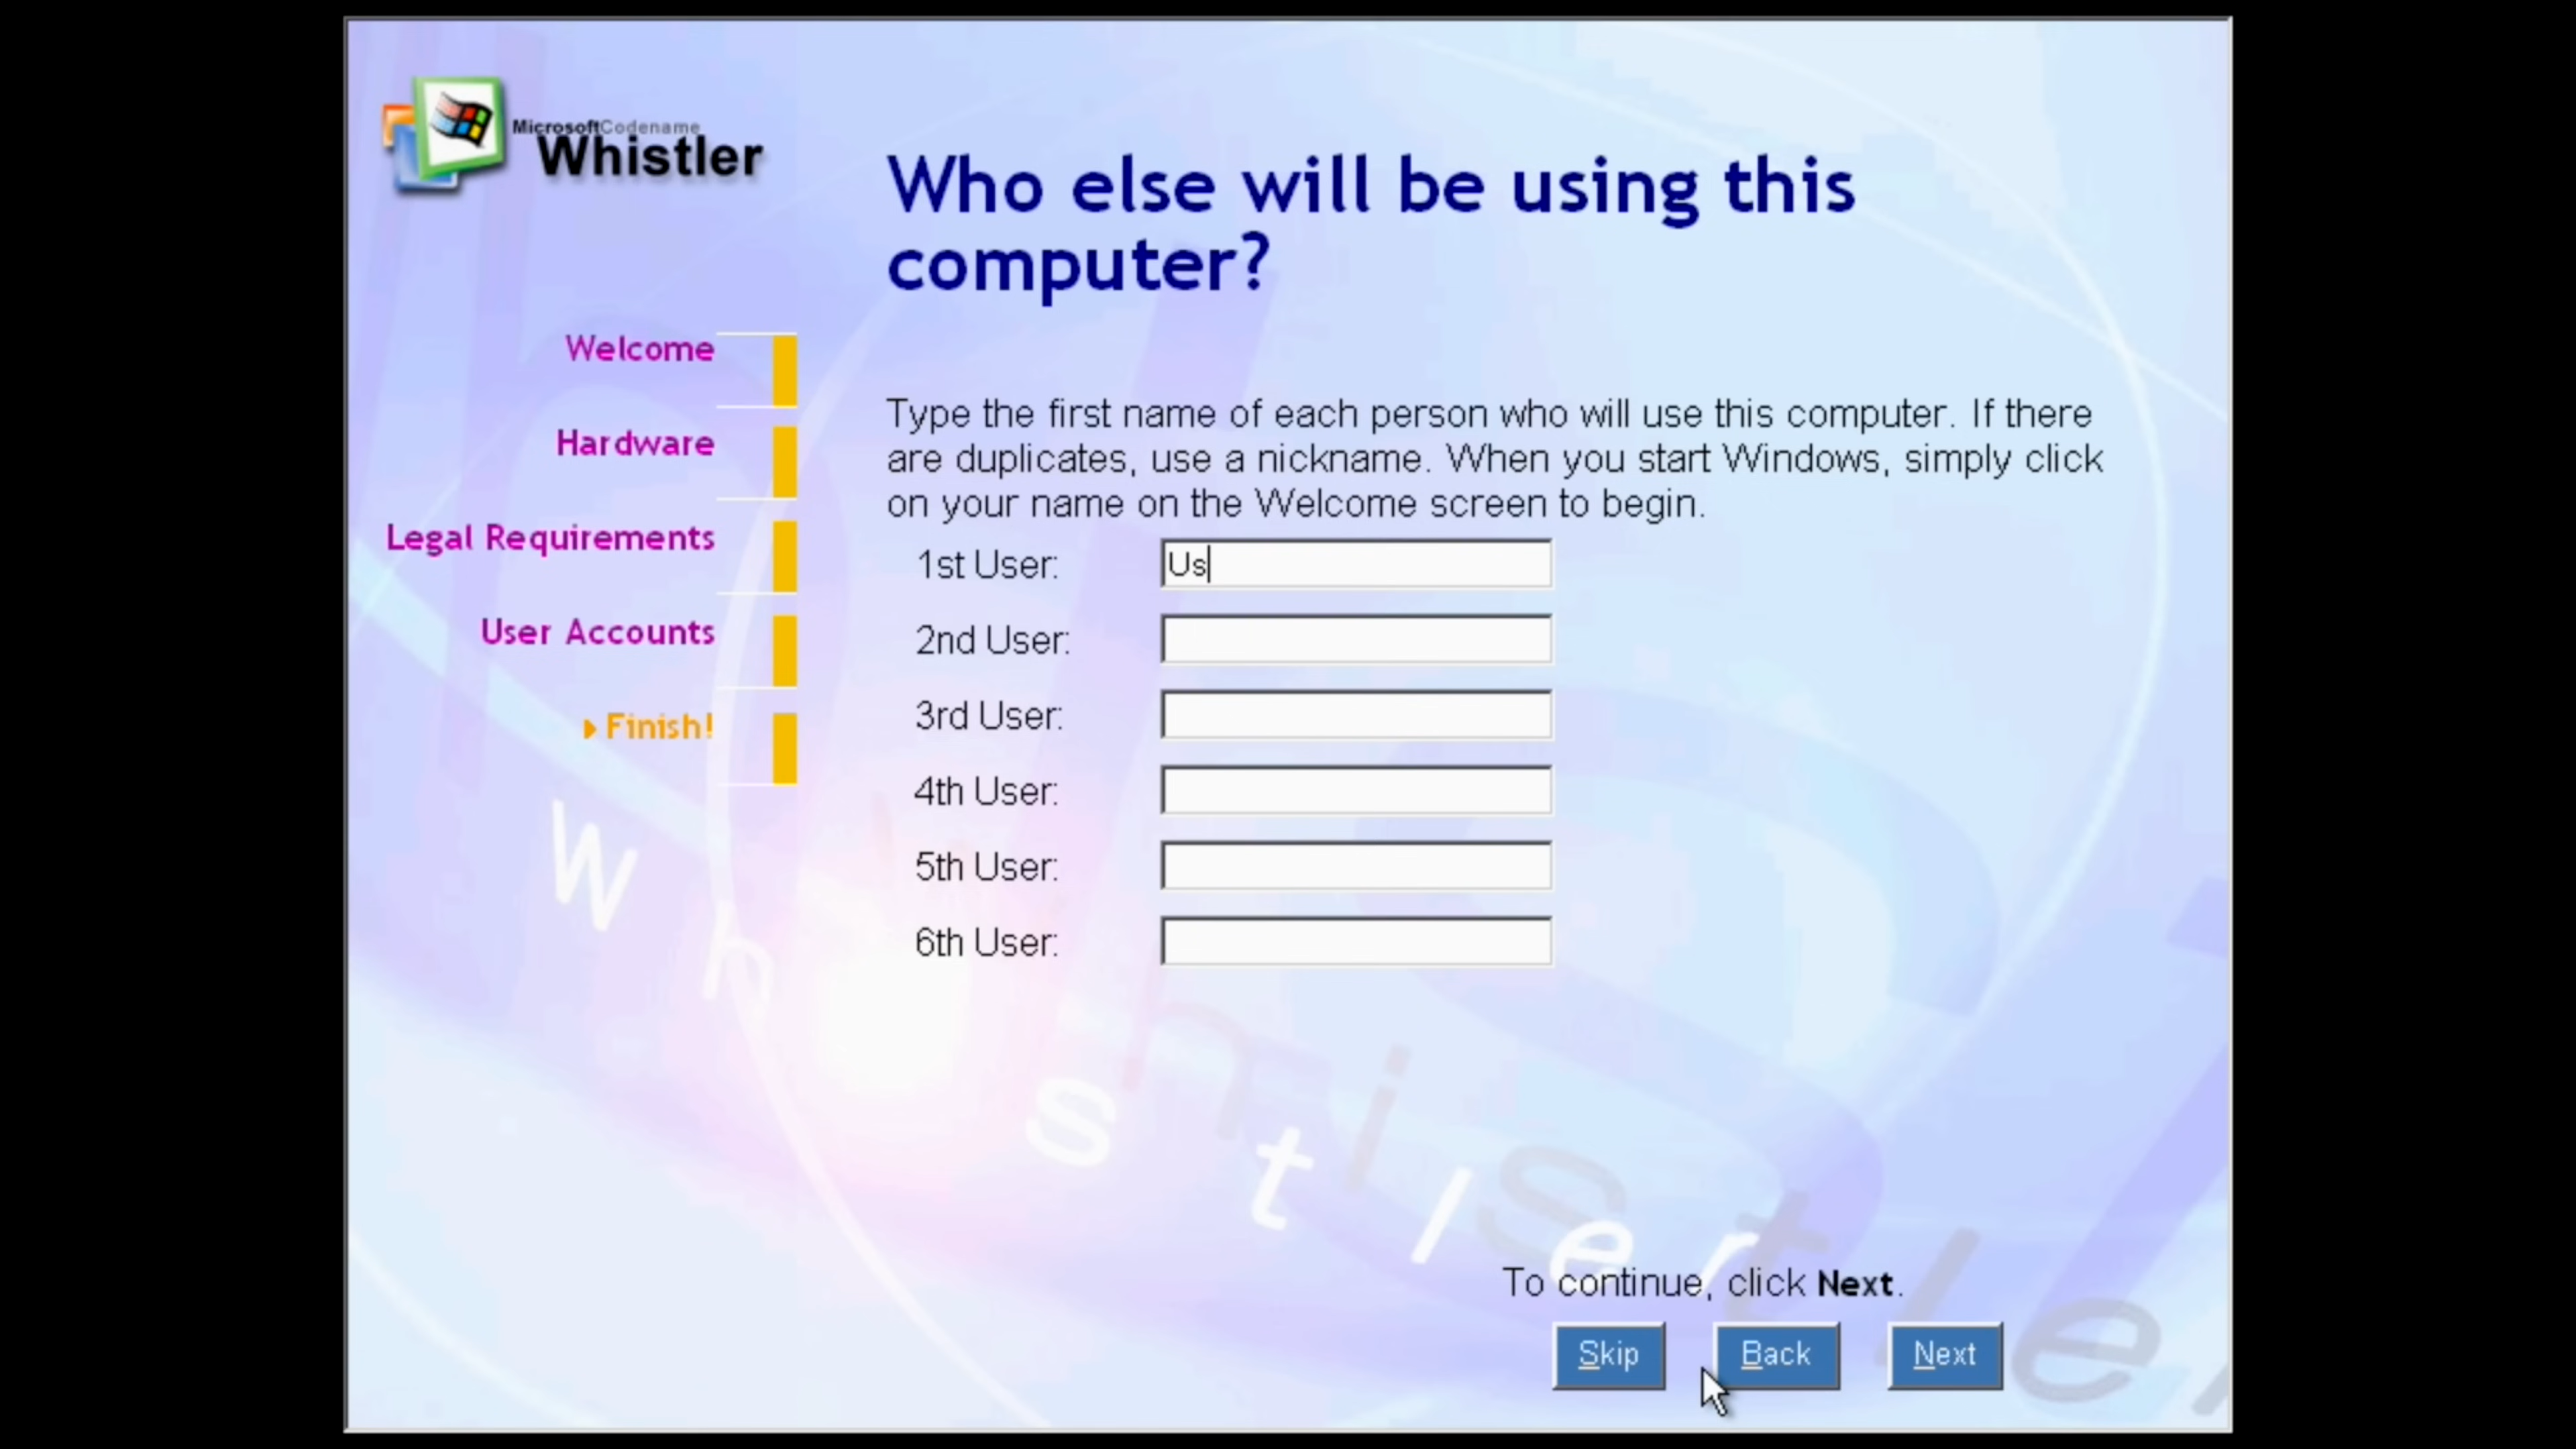 MicrosoftCodename
Whistler
Who else will be using this
computer?
Welcome
Hardware
Legal Requirements
User Accounts
Finish!
Type the first name of each person who will use this computer. If there
are duplicates, use a nickname. When you start Windows, simply click
on your name on the Welcome screen to begin.
1st User: Us
2nd User:
3rd User:
4th User:
5th User:
6th User:
Whistler
Whistler
To continue, click Next.
Skip Back Next